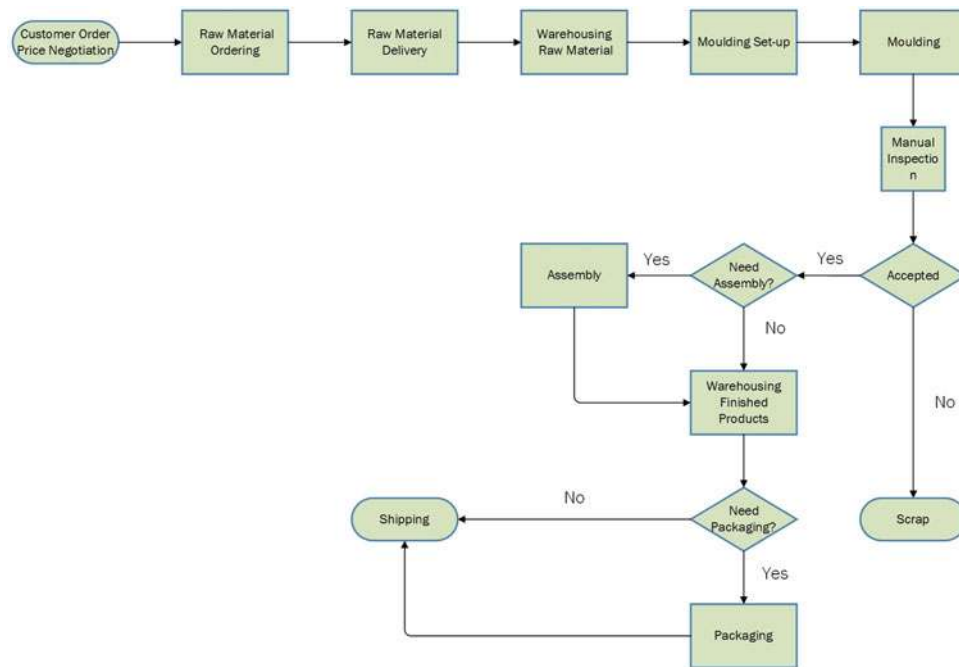 Customer Order
Price Negotiation
Raw Material
Ordering
Raw Material
Delivery
Warehousing
Raw Material
Moulding Set-up
Moulding
Manual
Inspectio
n
Accepted
Yes
Need
Assembly?
Yes
Assembly
No
Warehousing
Finished
Products
No
Need
Packaging?
No
Shipping
Scrap
Yes
Packaging